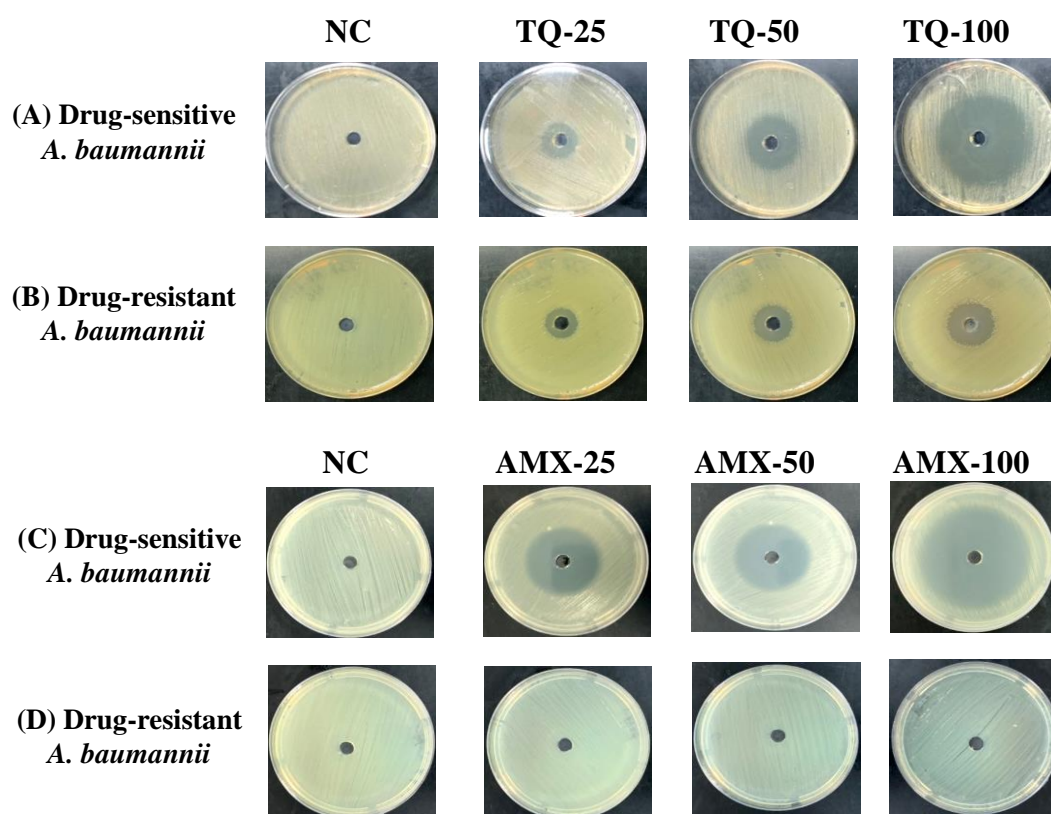 NC TQ-25 TQ-50 TQ-100
(A) Drug-sensitive
A. baumannii
(B) Drug-resistant
A. baumannii
NC AMX-25 AMX-50 AMX-100
(C) Drug-sensitive
A. baumannii
(D) Drug-resistant
A. baumannii